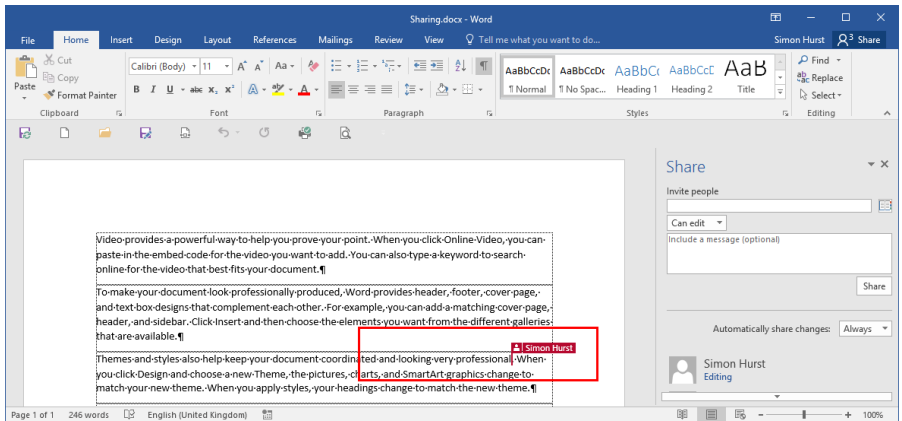 Sharing.docx - Word
File Home Insert Design Layout References Mailings Review View Tell me what you want to do... Simon Hurst 3 Share
Paste
Cut
Copy
Format Painter
Calibri (Body) 11 A A Aa
B I U abc X₂ X² A ab A
AaBbCcDc AaBbCcDc AaBbC( AaBbCcE AaB
¶ Normal ¶ No Spac... Heading 1 Heading 2 Title
Find
Replace
Select
Clipboard Font Paragraph Styles Editing
Video·provides·a·powerful·way·to·help·you·prove·your·point.·When·you·click·Online·Video,·you·can·
paste·in·the·embed·code·for·the·video·you·want·to·add.·You·can·also·type·a·keyword·to·search·
online·for·the·video·that·best·fits·your·document.¶
To·make·your·document·look·professionally·produced,·Word·provides·header,·footer,·cover·page,·
and·text·box·designs·that·complement·each·other.·For·example,·you·can·add·a·matching·cover·page,·
header,·and·sidebar.·Click·Insert·and·then·choose·the·elements·you·want·from·the·different·galleries·
that·are·available.¶
Simon Hurst
Themes·and·styles·also·help·keep·your·document·coordinated·and·looking·very·professional.·When·
you·click·Design·and·choose·a·new·Theme,·the·pictures,·charts,·and·SmartArt·graphics·change·to·
match·your·new·theme.·When·you·apply·styles,·your·headings·change·to·match·the·new·theme.¶
Share
Invite people
Can edit
Include a message (optional)
Share
Automatically share changes: Always
Simon Hurst
Editing
Page 1 of 1 246 words English (United Kingdom) 100%